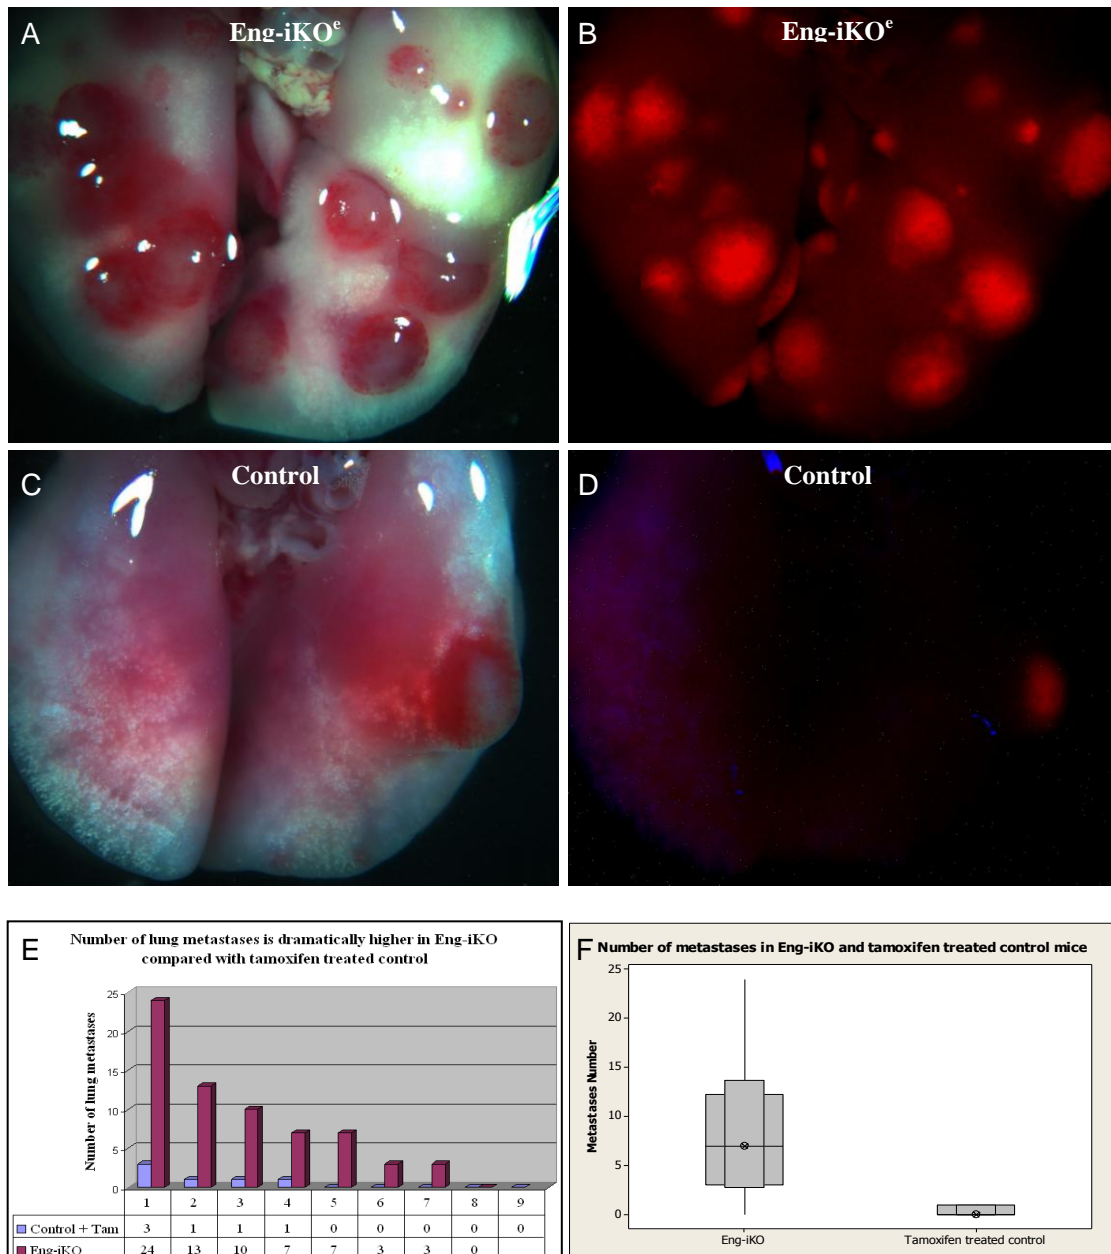 A
Eng-iKOᵉ
B
Eng-iKOᵉ
C
Control
D
Control
E
Number of lung metastases is dramatically higher in Eng-iKO
compared with tamoxifen treated control
Number of lung metastases
25
20
15
10
5
0
1 2 3 4 5 6 7 8 9
Control + Tam 3 1 1 1 0 0 0 0 0
Eng-iKO 24 13 10 7 7 3 3 0
F
Number of metastases in Eng-iKO and tamoxifen treated control mice
Metastases Number
25
20
15
10
5
0
Eng-iKO Tamoxifen treated control